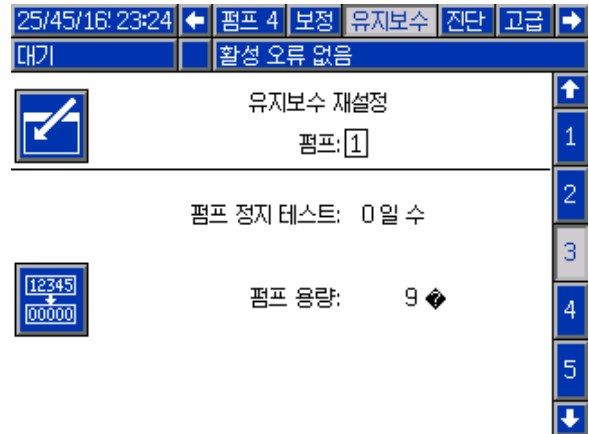 25/45/16' 23:24 펌프 4 보정 유지보수 진단 고급
대기 활성 오류 없음
유지보수 재설정
펌프: 1
1
2
펌프 정지 테스트: 0 일 수
3
12345
00000
펌프 용량: 9 �
4
5